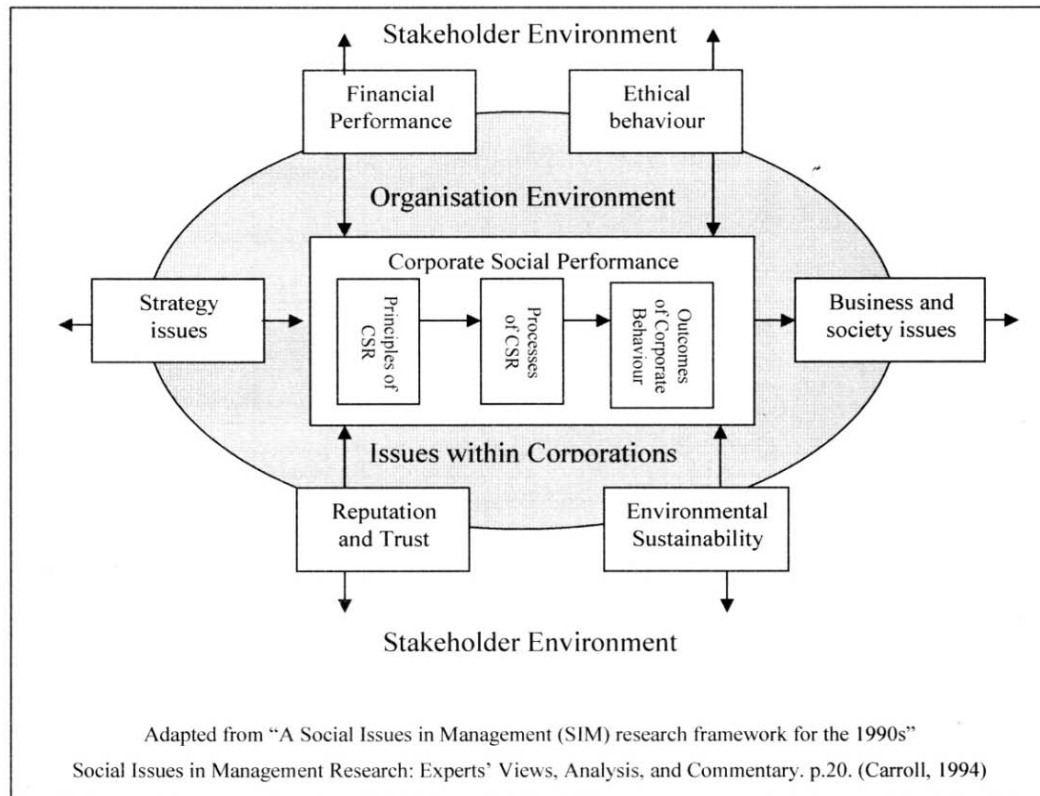 Stakeholder Environment
Financial
Performance
Ethical
behaviour
Organisation Environment
Corporate Social Performance
Strategy
issues
Principles of
CSR
Processes
of CSR
Outcomes
of Corporate
Behaviour
Business and
society issues
Issues within Corporations
Reputation
and Trust
Environmental
Sustainability
Stakeholder Environment
Adapted from “A Social Issues in Management (SIM) research framework for the 1990s”
Social Issues in Management Research: Experts’ Views, Analysis, and Commentary. p.20. (Carroll, 1994)